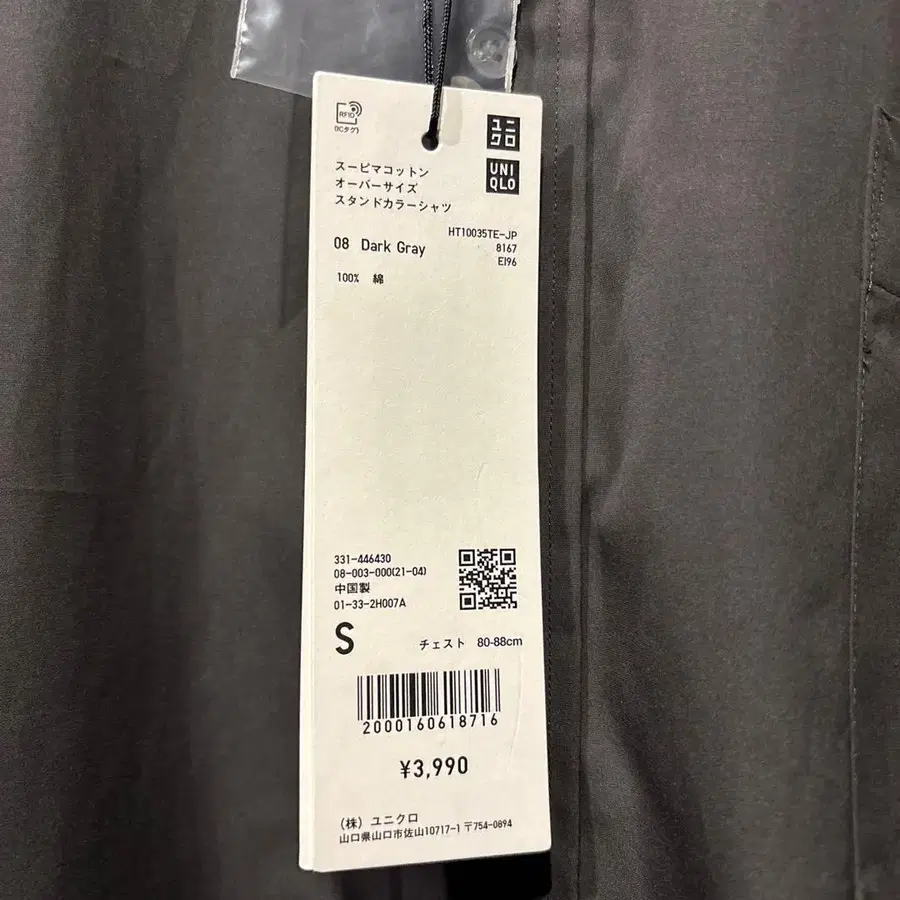 RFID
(ICタグ)
ユニ
クロ
UNI
QLO
スーピマコットン
オーバーサイズ
スタンドカラーシャツ
HT10035TE-JP
08 Dark Gray
8167
EI96
100% 綿
331-446430
08-003-000(21-04)
中国製
01-33-2H007A
S
チェスト 80-88cm
2000160618716
¥3,990
(株) ユニクロ
山口県山口市佐山10717-1 〒754-0894